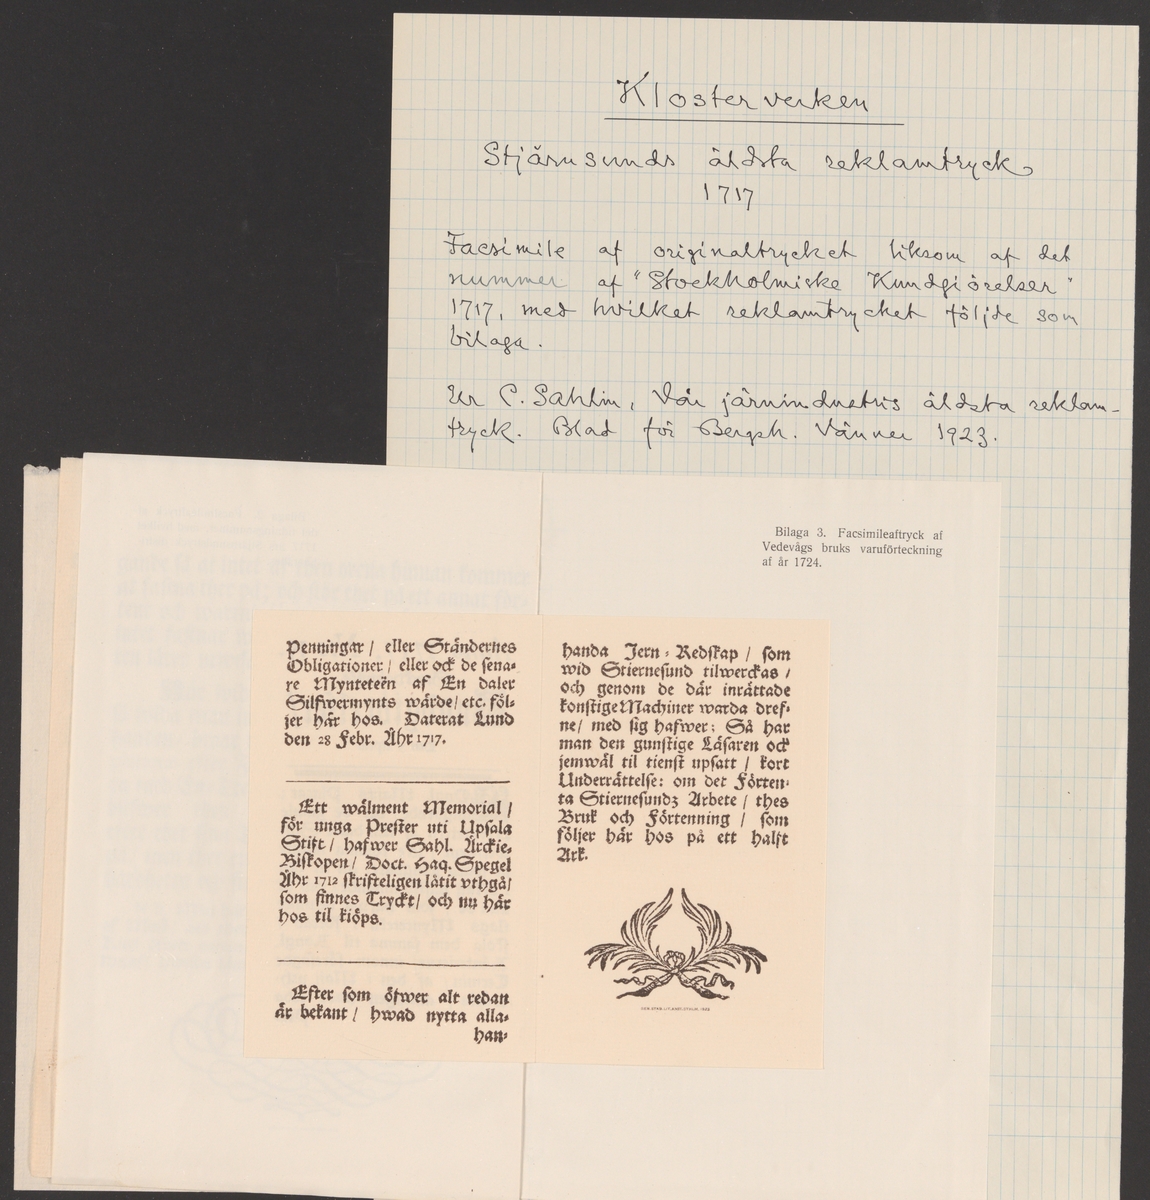 Klosterverken
Stjärnsunds äldsta reklamtryck
1717
Facsimile af originaltrycket liksom af det
nummer af "Stockholmiske Kundgiörelser"
1717, med hvilket reklamtrycket följde som
bilaga.
Ur C. Sahlin, Vår järnindustris äldsta reklam-
tryck. Blad för Bergsh. Vänner 1923.
Bilaga 3. Facsimileaftryck af
Vedevågs bruks varuförteckning
af år 1724.
Penningar / eller Ständernes
Obligationer / eller ock de sena-
re Mynteteën af En daler
Silfwermynts wärde / etc. föl-
jer här hos. Daterat Lund
den 28 Febr. Åhr 1717.
Ett wälment Memorial /
för unga Prester uti Upsala
Stift / hafwer Sahl. Ärckie-
Biskopen / Doct. Haq. Spegel
Åhr 1712 skrifteligen låtit vthgå /
som finnes Tryckt / och nu här
hos til kiöps.
Efter som öfwer alt redan
är bekant / hwad nytta alla-
han-
handa Jern-Redskap / som
wid Stiernesund tilwerckas /
och genom de där inrättade
konstige Machiner warda dref-
ne / med sig hafwer; Så har
man den gunstige Läsaren ock
jemwäl til tienst upsatt / kort
Underrättelse: om det Förten-
ta Stiernesundz Arbete / thes
Bruk och Förtenning / som
följer här hos på ett halft
Ark.